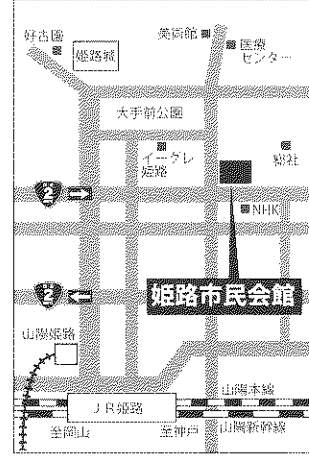 好古園
姫路城
美術館
医療
センター
大手前公園
イーグレ
姫路
総社
2
NHK
2
姫路市民会館
山陽姫路
JR姫路
山陽本線
至岡山
至神戸
山陽新幹線